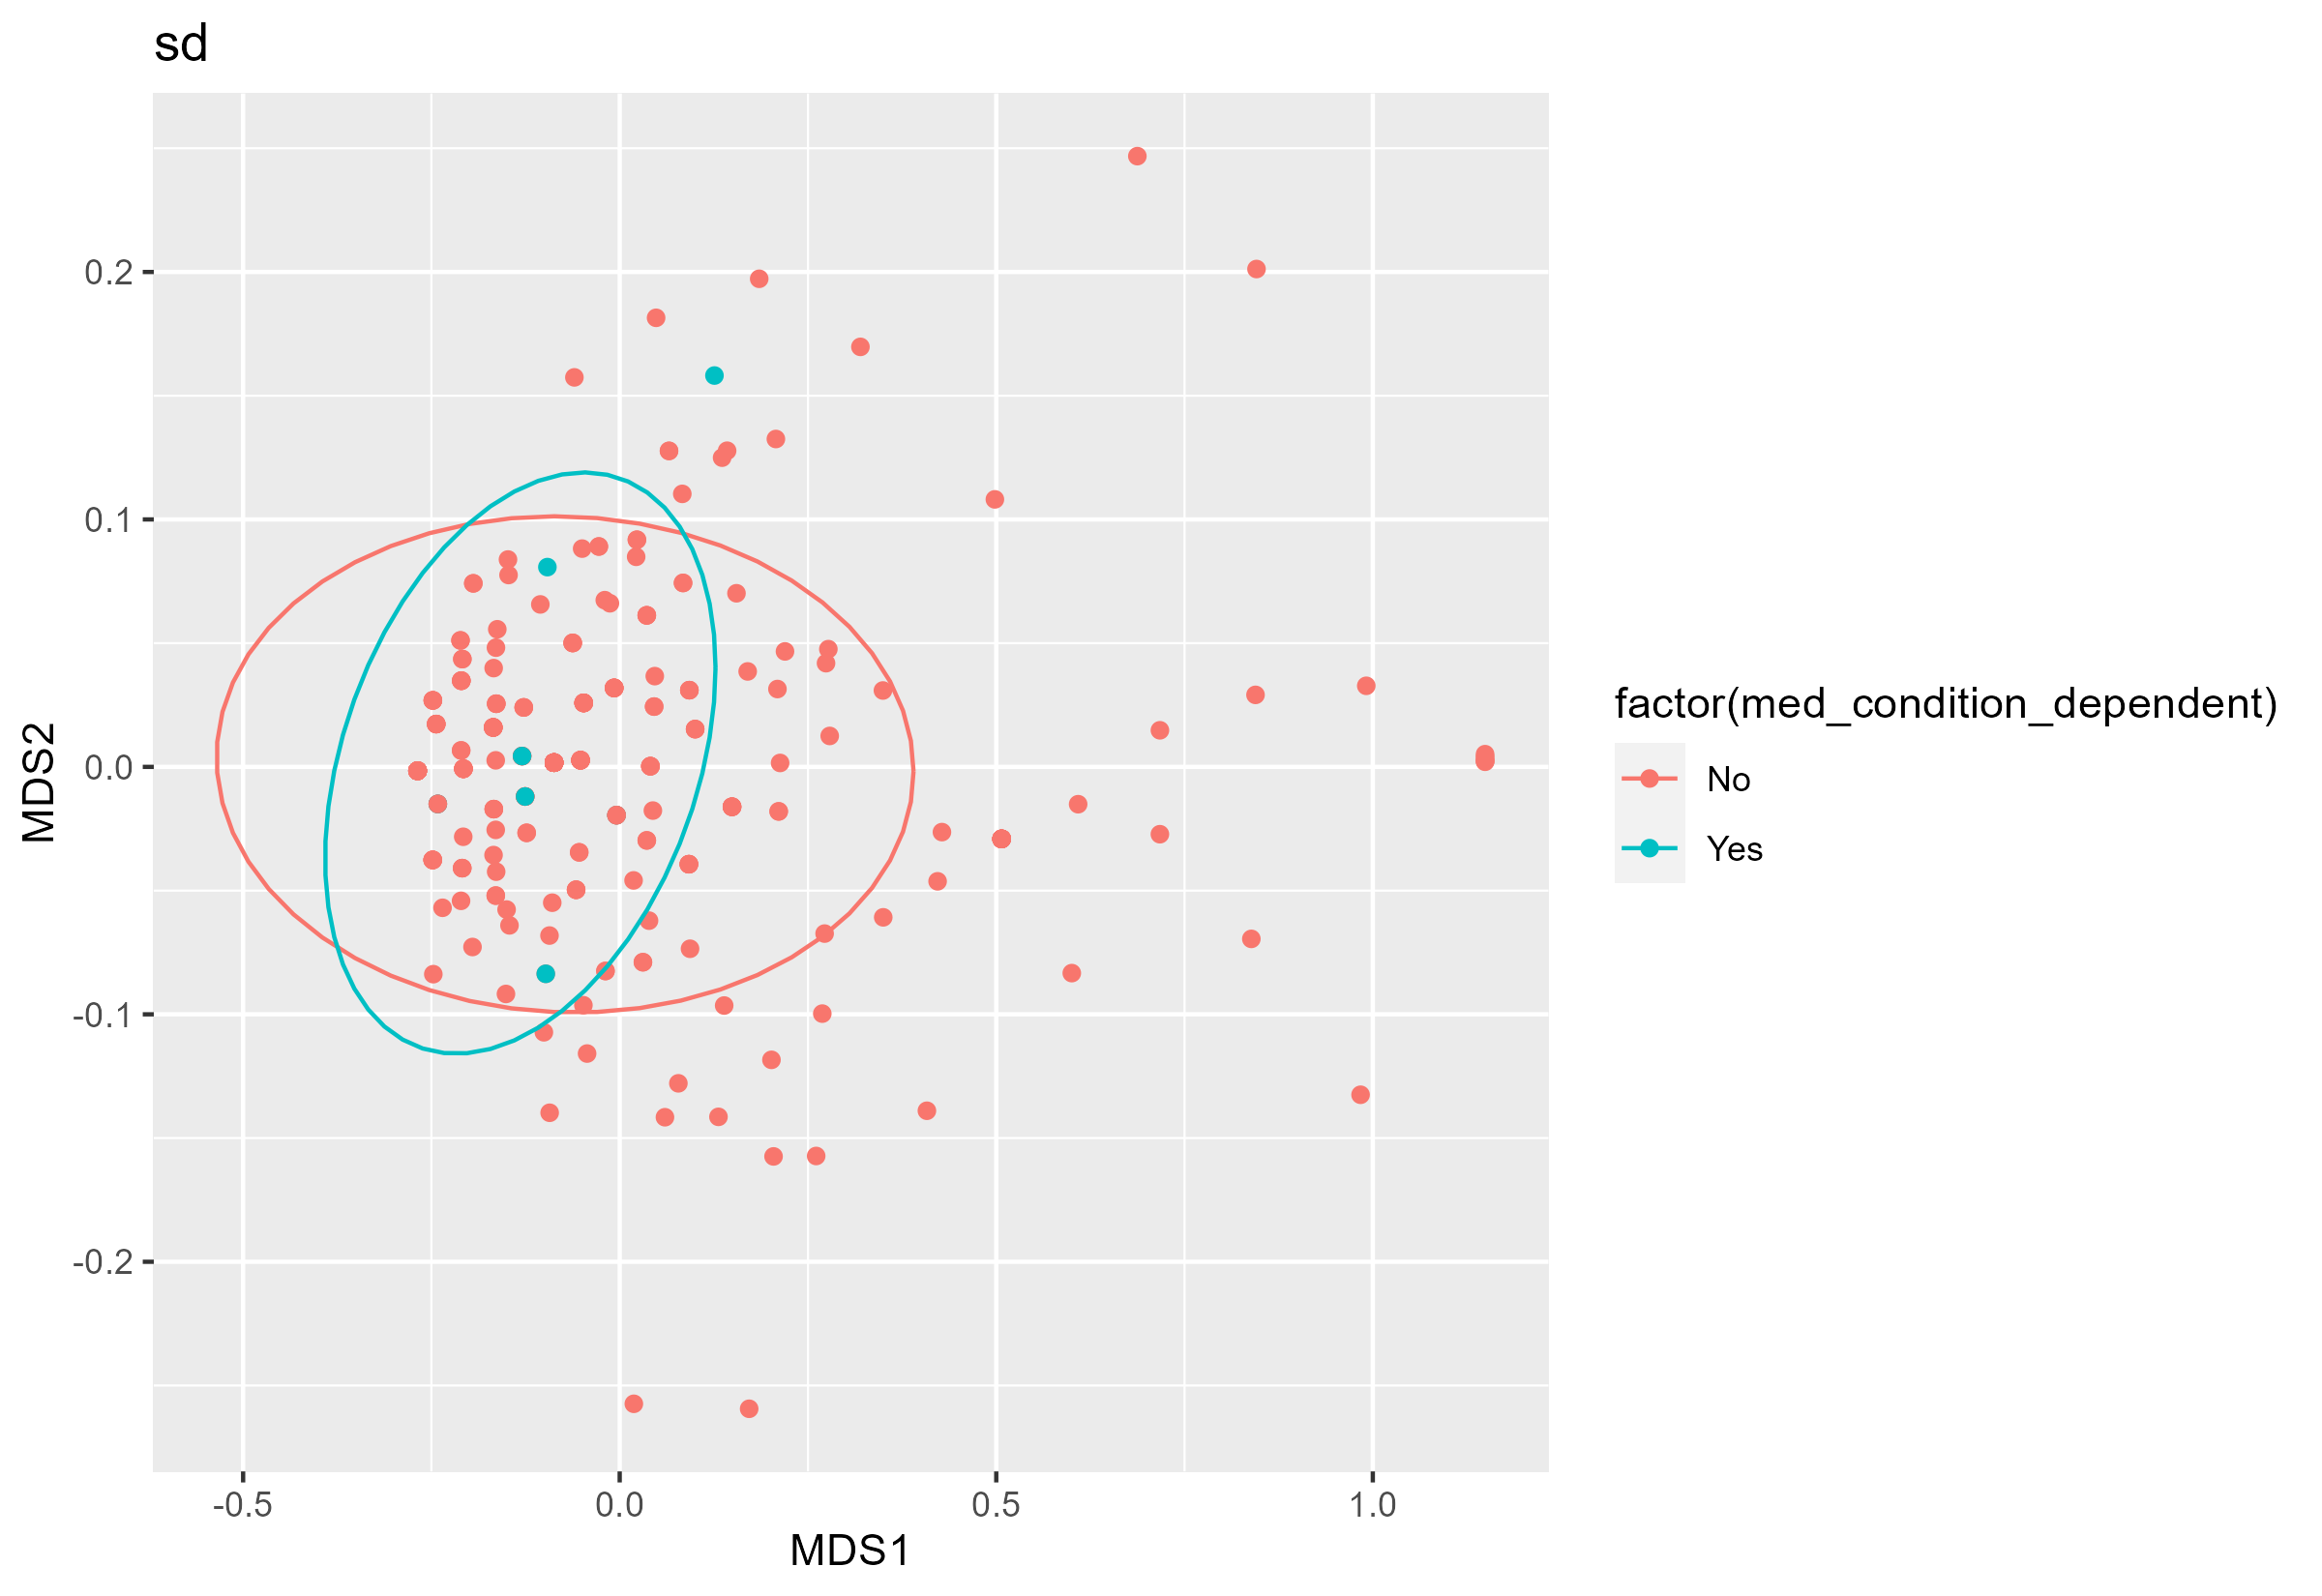 sd
MDS2
0.2
0.1
0.0
-0.1
-0.2
-0.5
0.0
0.5
1.0
MDS1
factor(med_condition_dependent)
No
Yes